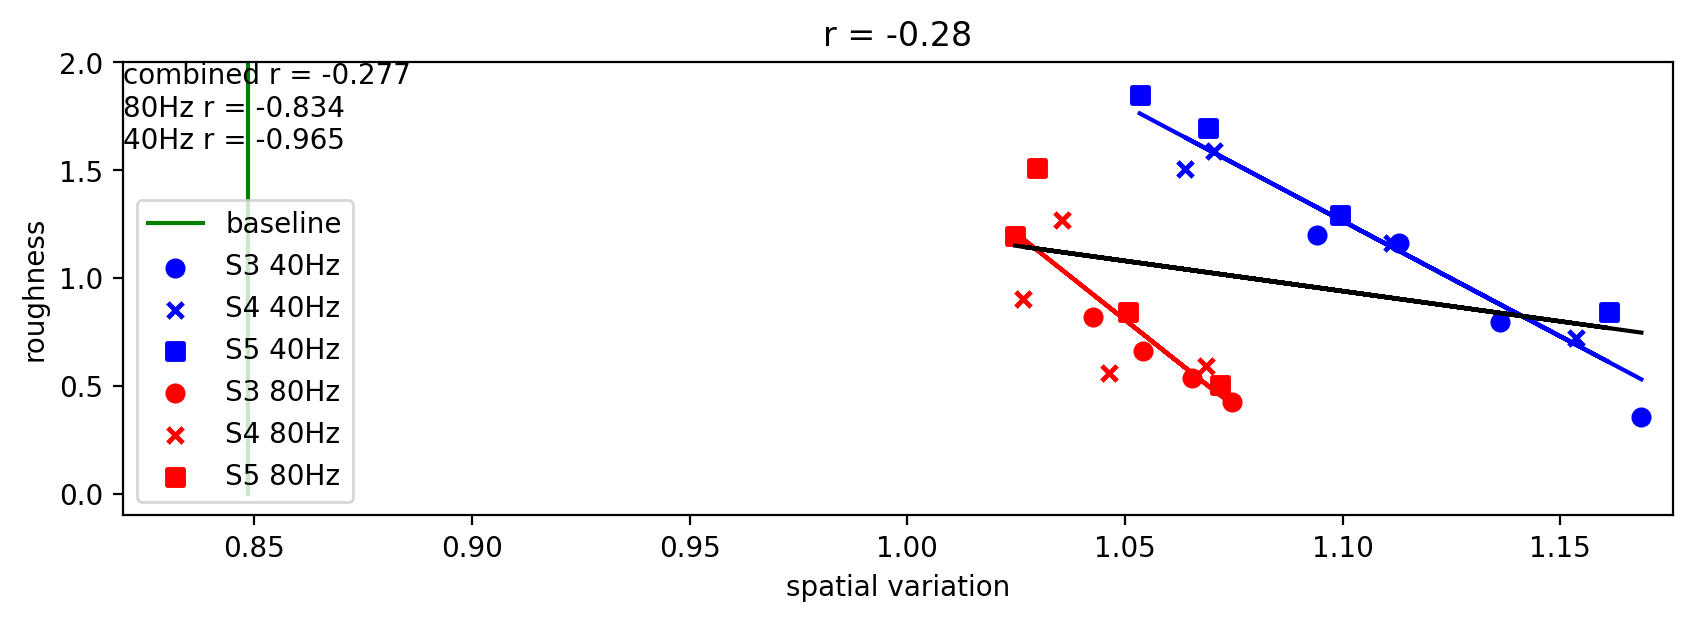 r = -0.28
combined r = -0.277
80Hz r = -0.834
40Hz r = -0.965
baseline
S3 40Hz
S4 40Hz
S5 40Hz
S3 80Hz
S4 80Hz
S5 80Hz
roughness
2.0
1.5
1.0
0.5
0.0
0.85 0.90 0.95 1.00 1.05 1.10 1.15
spatial variation